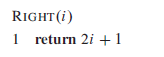 RIGHT(i)
1 return 2i + 1